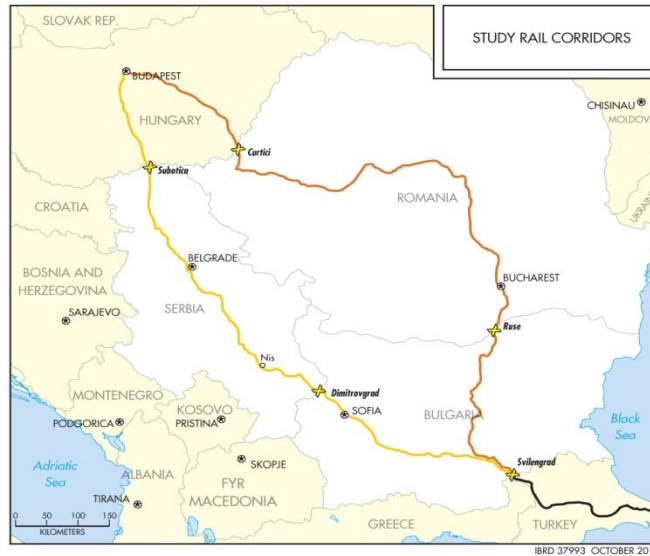 STUDY RAIL CORRIDORS
SLOVAK REP.
BUDAPEST
CHISINAU
MOLDOV
HUNGARY
Curtici
Subotica
ROMANIA
UKRAINE
CROATIA
BELGRADE
BUCHAREST
BOSNIA AND
HERZEGOVINA
SERBIA
SARAJEVO
Ruse
Nis
Dimitrovgrad
MONTENEGRO
KOSOVO
SOFIA
BULGARIA
PODGORICA
PRISTINA
Black
Sea
Adriatic
Sea
ALBANIA
SKOPJE
Svilengrad
FYR
MACEDONIA
TIRANA
0 50 100 150
KILOMETERS
GREECE
TURKEY
IBRD 37993 OCTOBER 20